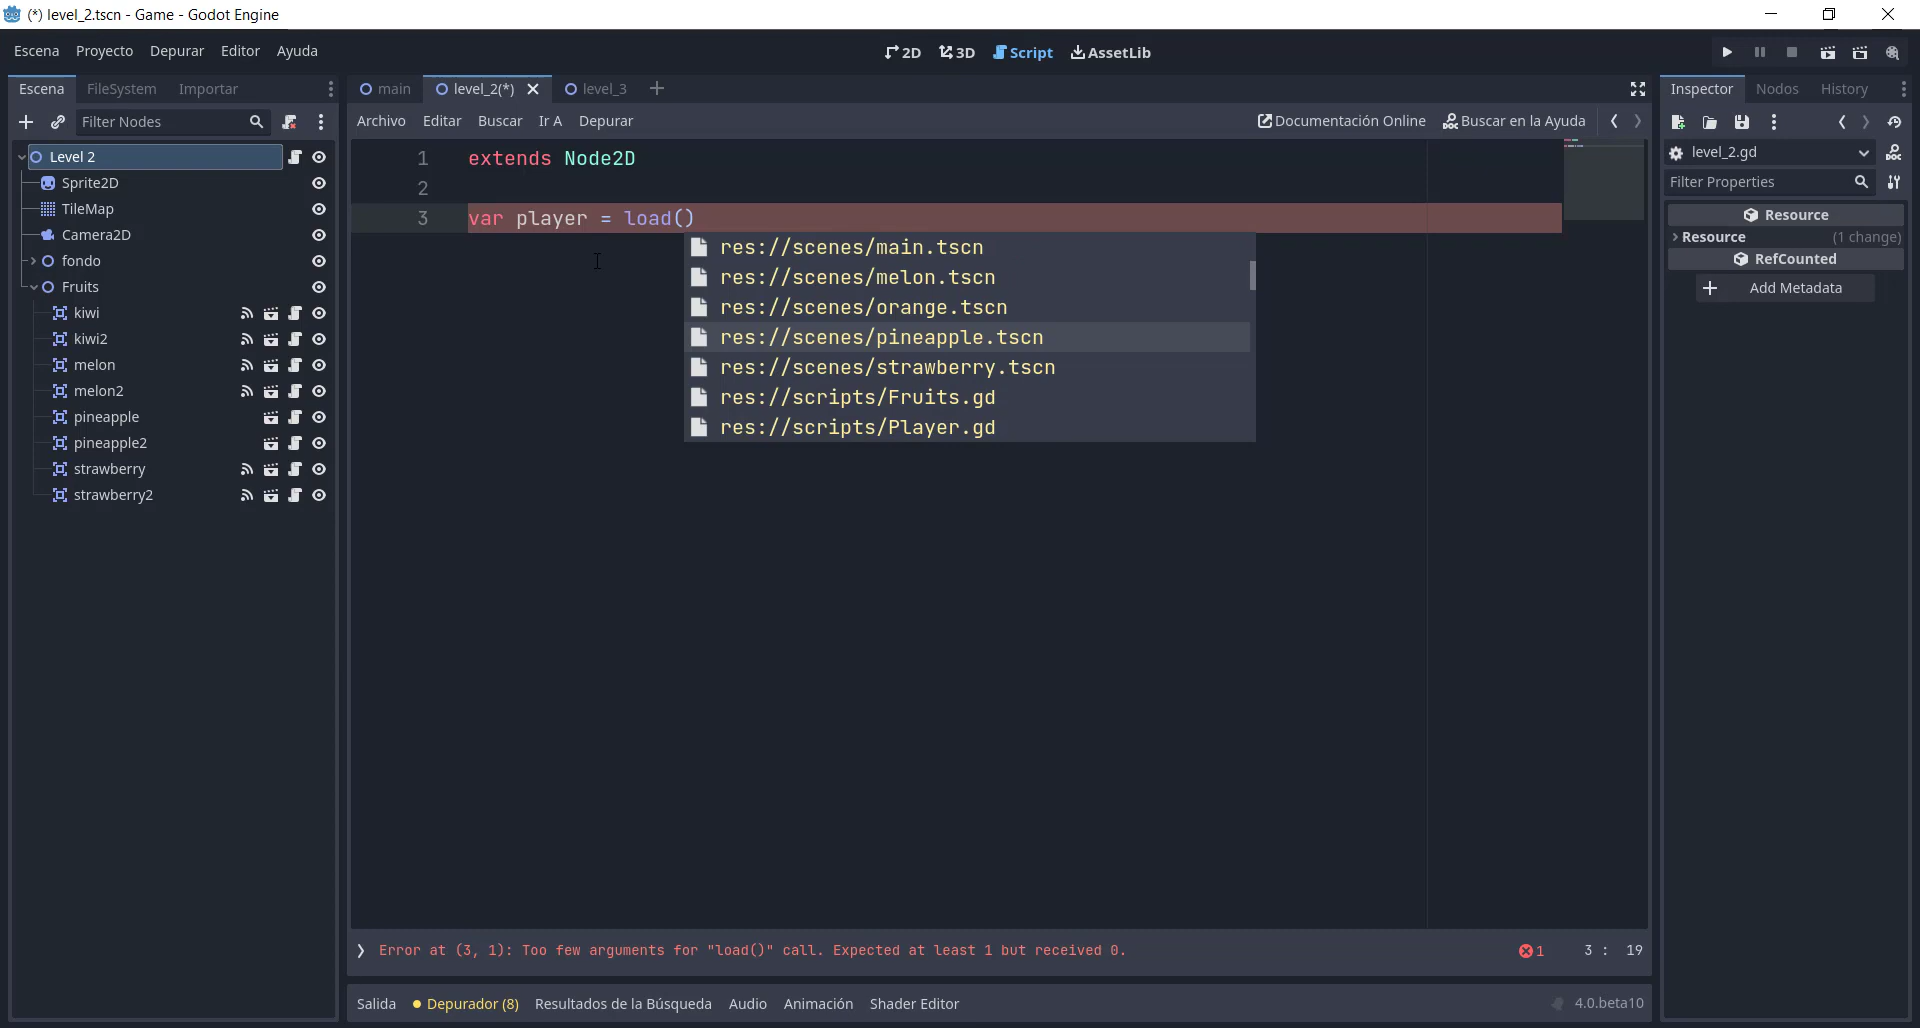 (*) level_2.tscn - Game - Godot Engine
Escena Proyecto Depurar Editor Ayuda
2D 3D Script AssetLib
Escena FileSystem Importar
main level_2(*) level_3
Inspector Nodos History
Filter Nodes
Archivo Editar Buscar Ir A Depurar
Documentación Online Buscar en la Ayuda
level_2.gd
Filter Properties
Resource
Resource (1 change)
RefCounted
Add Metadata
Level 2
Sprite2D
TileMap
Camera2D
fondo
Fruits
kiwi
kiwi2
melon
melon2
pineapple
pineapple2
strawberry
strawberry2
1 extends Node2D
2
3 var player = load()
res://scenes/main.tscn
res://scenes/melon.tscn
res://scenes/orange.tscn
res://scenes/pineapple.tscn
res://scenes/strawberry.tscn
res://scripts/Fruits.gd
res://scripts/Player.gd
Error at (3, 1): Too few arguments for "load()" call. Expected at least 1 but received 0.
1 3 : 19
Salida Depurador (8) Resultados de la Búsqueda Audio Animación Shader Editor
4.0.beta10